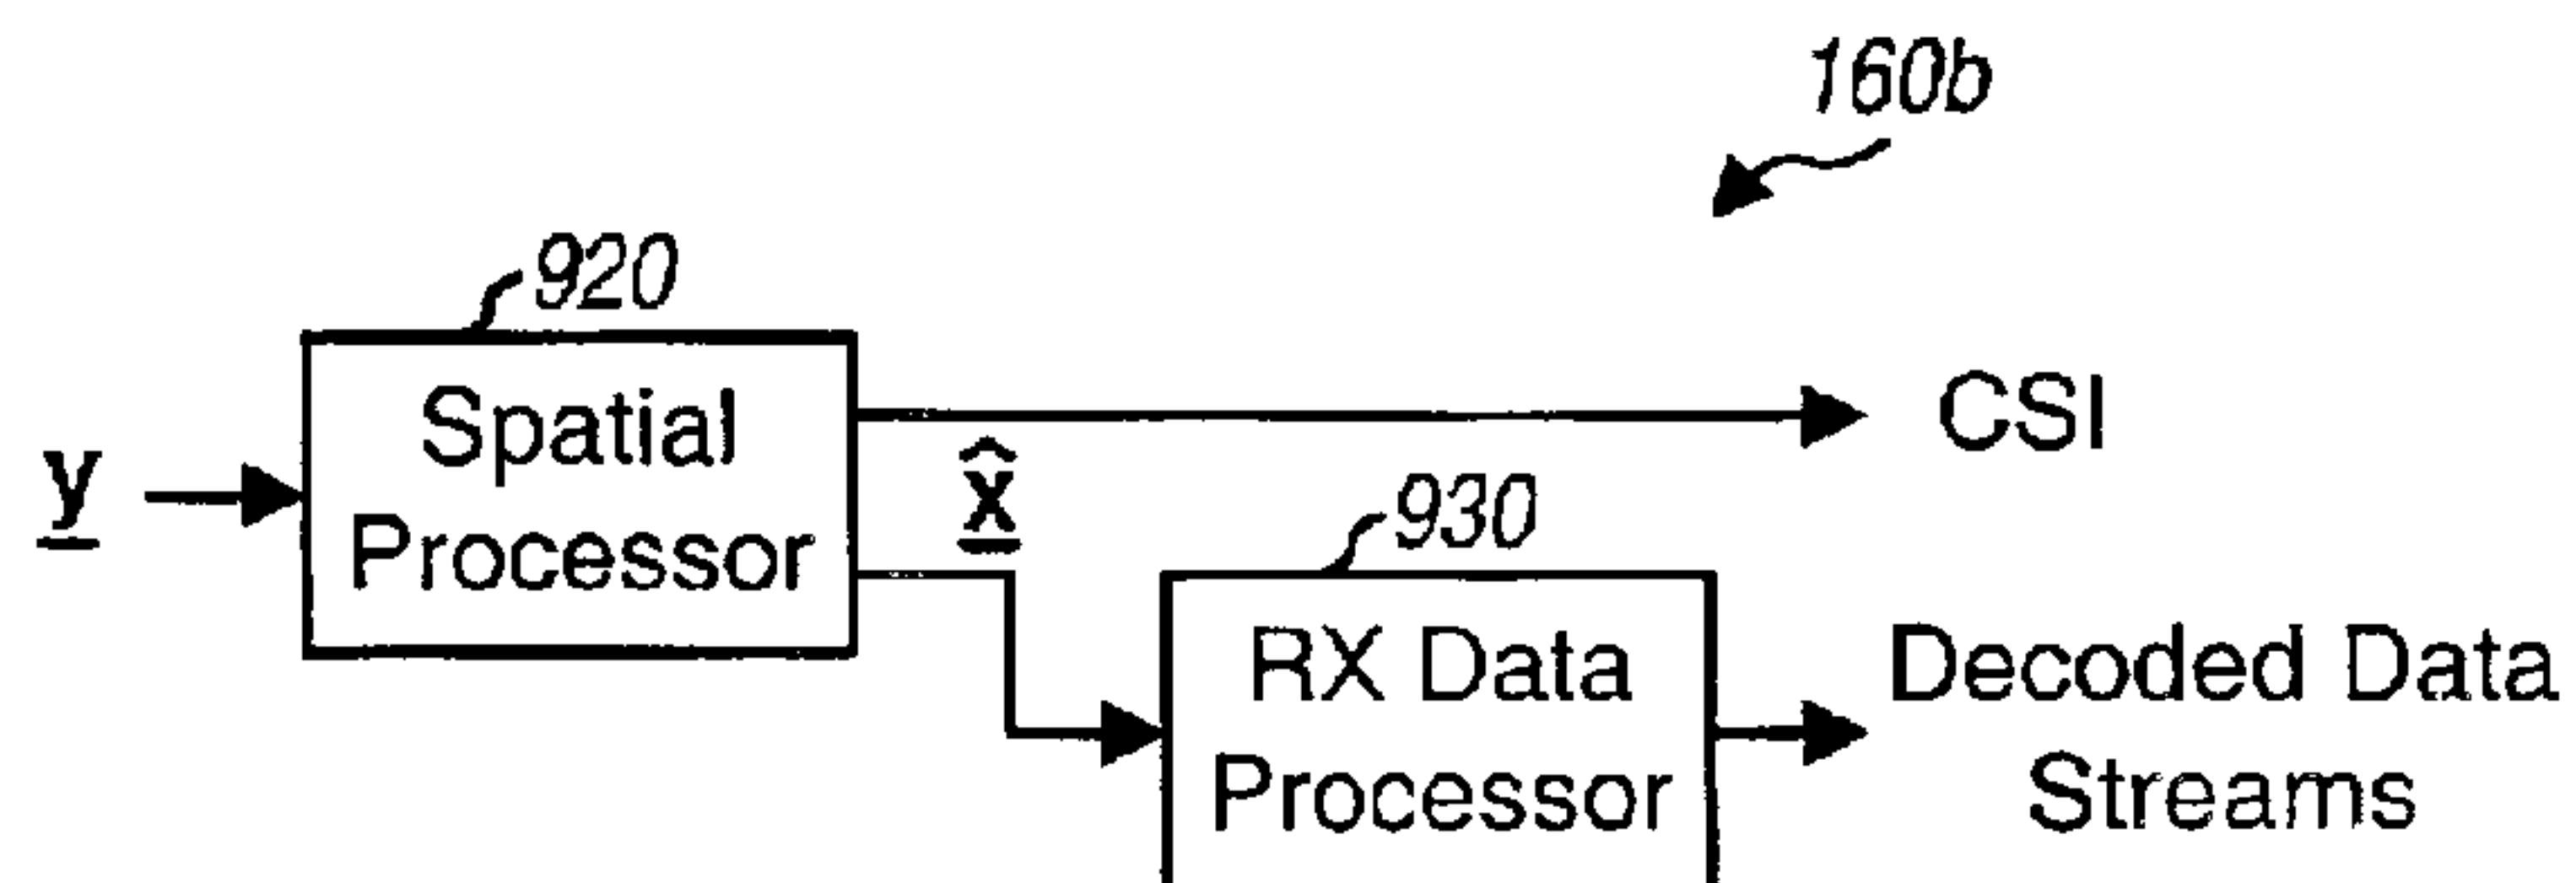 160b
920
Spatial
Processor
CSI
y
x̂
930
RX Data
Processor
Decoded Data
Streams